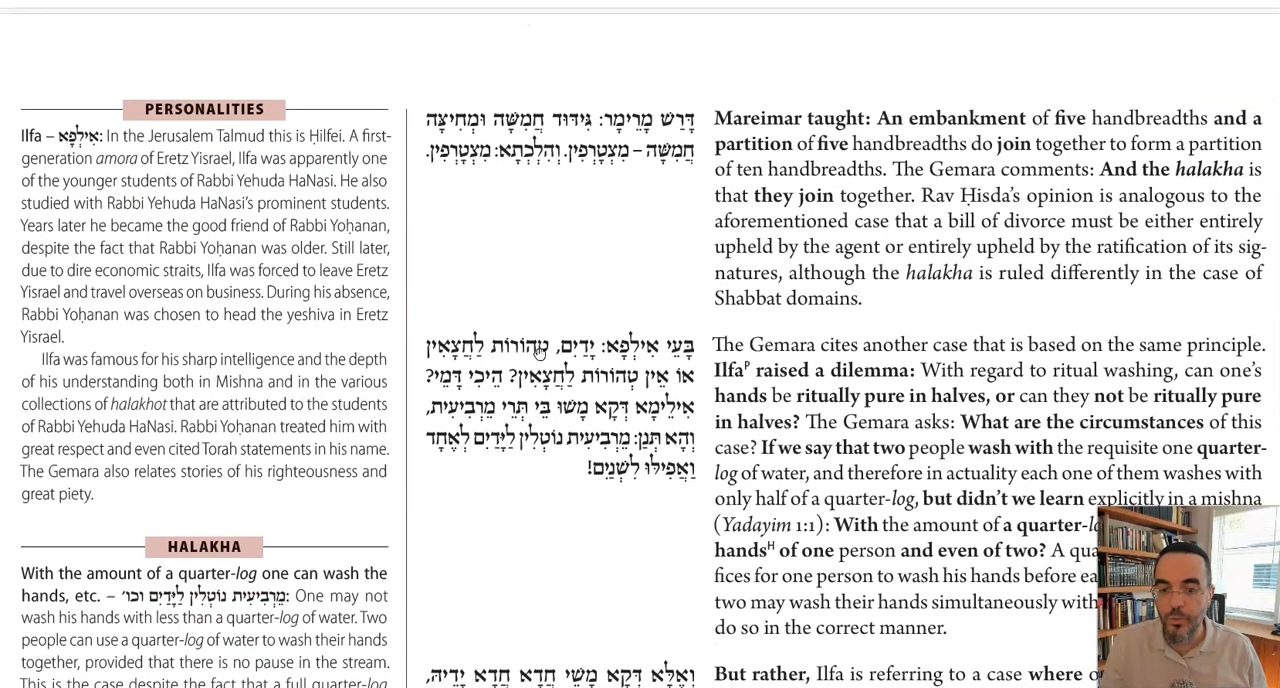 PERSONALITIES
Ilfa – אִילְפָא: In the Jerusalem Talmud this is Ḥilfei. A first-
generation amora of Eretz Yisrael, Ilfa was apparently one
of the younger students of Rabbi Yehuda HaNasi. He also
studied with Rabbi Yehuda HaNasi’s prominent students.
Years later he became the good friend of Rabbi Yoḥanan,
despite the fact that Rabbi Yoḥanan was older. Still later,
due to dire economic straits, Ilfa was forced to leave Eretz
Yisrael and travel overseas on business. During his absence,
Rabbi Yoḥanan was chosen to head the yeshiva in Eretz
Yisrael.
Ilfa was famous for his sharp intelligence and the depth
of his understanding both in Mishna and in the various
collections of halakhot that are attributed to the students
of Rabbi Yehuda HaNasi. Rabbi Yoḥanan treated him with
great respect and even cited Torah statements in his name.
The Gemara also relates stories of his righteousness and
great piety.
HALAKHA
With the amount of a quarter-log one can wash the
hands, etc. – מֵרְבִיעִית נוֹטְלִין לַיָּדַיִם וכו׳: One may not
wash his hands with less than a quarter-log of water. Two
people can use a quarter-log of water to wash their hands
together, provided that there is no pause in the stream.
This is the case despite the fact that a full quarter-log
דָּרַשׁ מָרֵימָר: גִּידּוּד חֲמִשָּׁה וּמְחִיצָה
חֲמִשָּׁה – מִצְטָרְפִין. וְהִלְכְתָא: מִצְטָרְפִין.
בָּעֵי אִילְפָא: יָדַיִם, טְהוֹרוֹת לַחֲצָאִין
אוֹ אֵין טְהוֹרוֹת לַחֲצָאִין? הֵיכִי דָּמֵי?
אִילֵימָא דְּקָא מָשׁוּ בֵּי תְּרֵי מֵרְבִיעִית,
וְהָא תְּנַן: מֵרְבִיעִית נוֹטְלִין לַיָּדַיִם לְאֶחָד
וַאֲפִילּוּ לִשְׁנַיִם!
וְאֶלָּא דְּקָא מָשֵׁי חֲדָא חֲדָא יְדֵיהּ,
Mareimar taught: An embankment of five handbreadths and a
partition of five handbreadths do join together to form a partition
of ten handbreadths. The Gemara comments: And the halakha is
that they join together. Rav Ḥisda’s opinion is analogous to the
aforementioned case that a bill of divorce must be either entirely
upheld by the agent or entirely upheld by the ratification of its sig-
natures, although the halakha is ruled differently in the case of
Shabbat domains.
The Gemara cites another case that is based on the same principle.
Ilfaᴾ raised a dilemma: With regard to ritual washing, can one’s
hands be ritually pure in halves, or can they not be ritually pure
in halves? The Gemara asks: What are the circumstances of this
case? If we say that two people wash with the requisite one quarter-
log of water, and therefore in actuality each one of them washes with
only half of a quarter-log, but didn’t we learn explicitly in a mishna
(Yadayim 1:1): With the amount of a quarter-
handsᴴ of one person and even of two? A
fices for one person to wash his hands before
two may wash their hands simultaneously with
do so in the correct manner.
But rather, Ilfa is referring to a case where